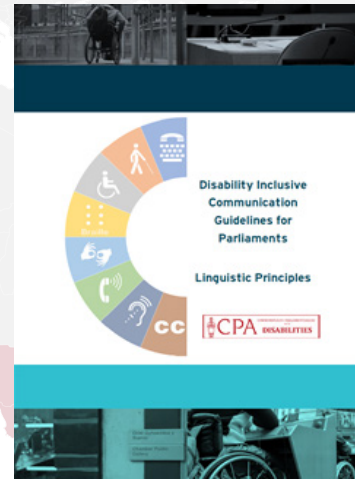 Braille
CC
Disability Inclusive
Communication
Guidelines for
Parliaments
Linguistic Principles
CPA
DISABILITIES